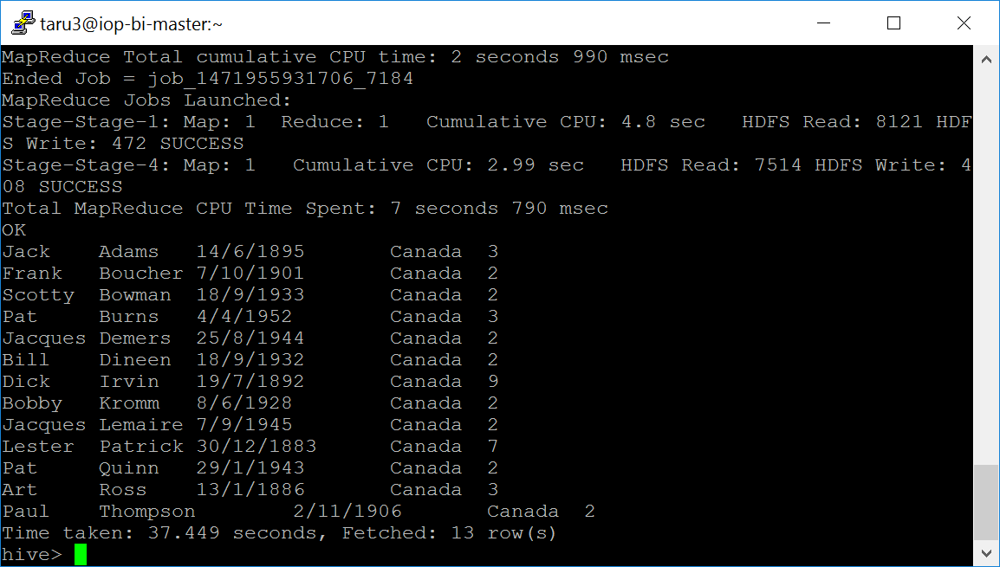 taru3@iop-bi-master:~
MapReduce Total cumulative CPU time: 2 seconds 990 msec
Ended Job = job_1471955931706_7184
MapReduce Jobs Launched:
Stage-Stage-1: Map: 1  Reduce: 1   Cumulative CPU: 4.8 sec   HDFS Read: 8121 HDF
S Write: 472 SUCCESS
Stage-Stage-4: Map: 1   Cumulative CPU: 2.99 sec   HDFS Read: 7514 HDFS Write: 4
08 SUCCESS
Total MapReduce CPU Time Spent: 7 seconds 790 msec
OK
Jack    Adams   14/6/1895       Canada  3
Frank   Boucher 7/10/1901       Canada  2
Scotty  Bowman  18/9/1933       Canada  2
Pat     Burns   4/4/1952        Canada  3
Jacques Demers  25/8/1944       Canada  2
Bill    Dineen  18/9/1932       Canada  2
Dick    Irvin   19/7/1892       Canada  9
Bobby   Kromm   8/6/1928        Canada  2
Jacques Lemaire 7/9/1945        Canada  2
Lester  Patrick 30/12/1883      Canada  7
Pat     Quinn   29/1/1943       Canada  2
Art     Ross    13/1/1886       Canada  3
Paul    Thompson        2/11/1906       Canada  2
Time taken: 37.449 seconds, Fetched: 13 row(s)
hive>